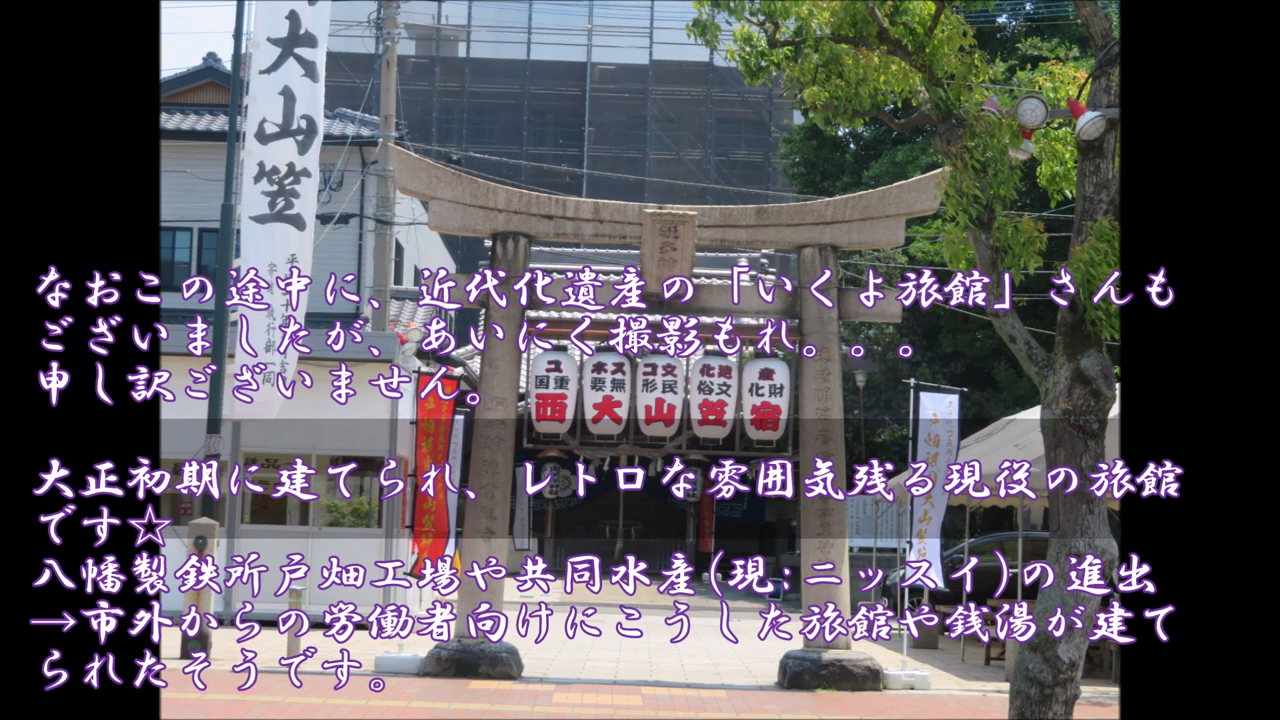 大山笠
なおこの途中に、近代化遺産の「いくよ旅館」さんも
ございましたが、あいにく撮影もれ。。。
申し訳ございません。
ユ ネス コ文 化遺 産
国重 要無 形民 俗文 化財
西 大 山 笠 宿
大正初期に建てられ、レトロな雰囲気残る現役の旅館
です☆
八幡製鉄所戸畑工場や共同水産(現:ニッスイ)の進出
→市外からの労働者向けにこうした旅館や銭湯が建て
られたそうです。